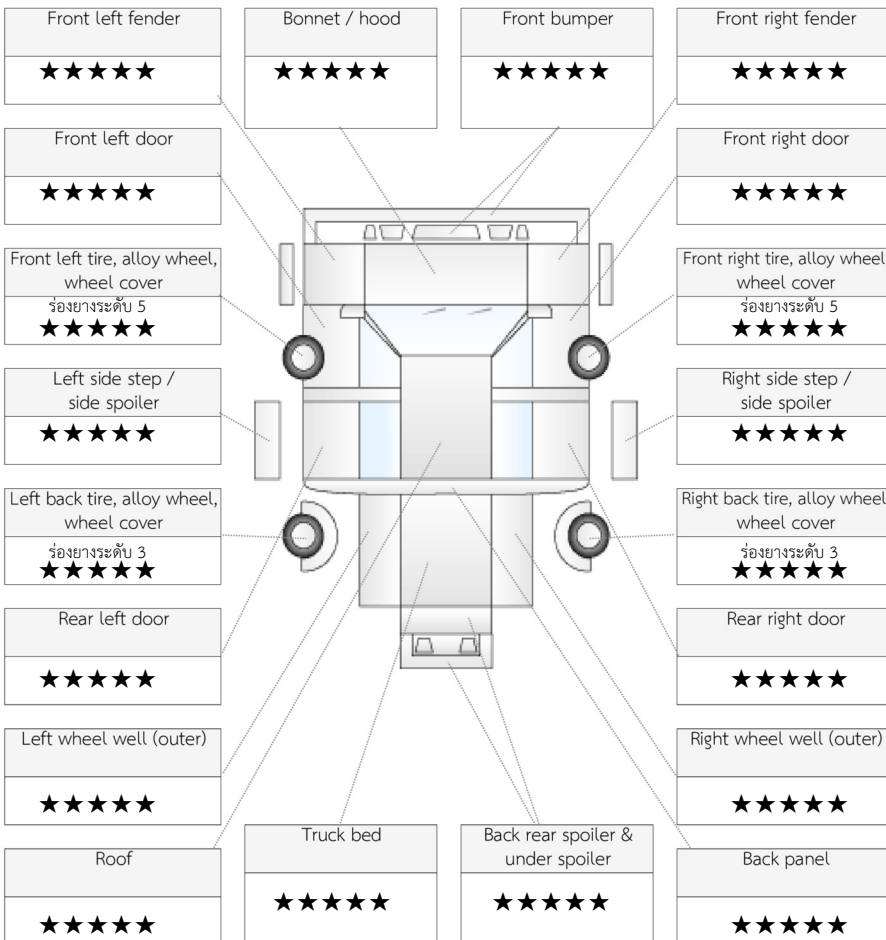 Front left fender
★★★★★
Bonnet / hood
★★★★★
Front bumper
★★★★★
Front right fender
★★★★★
Front left door
★★★★★
Front right door
★★★★★
Front left tire, alloy wheel,
wheel cover
ร่องยางระดับ 5
★★★★★
Front right tire, alloy wheel
wheel cover
ร่องยางระดับ 5
★★★★★
Left side step /
side spoiler
★★★★★
Right side step /
side spoiler
★★★★★
Left back tire, alloy wheel,
wheel cover
ร่องยางระดับ 3
★★★★★
Right back tire, alloy wheel
wheel cover
ร่องยางระดับ 3
★★★★★
Rear left door
★★★★★
Rear right door
★★★★★
Left wheel well (outer)
★★★★★
Right wheel well (outer)
★★★★★
Roof
★★★★★
Truck bed
★★★★★
Back rear spoiler &
under spoiler
★★★★★
Back panel
★★★★★